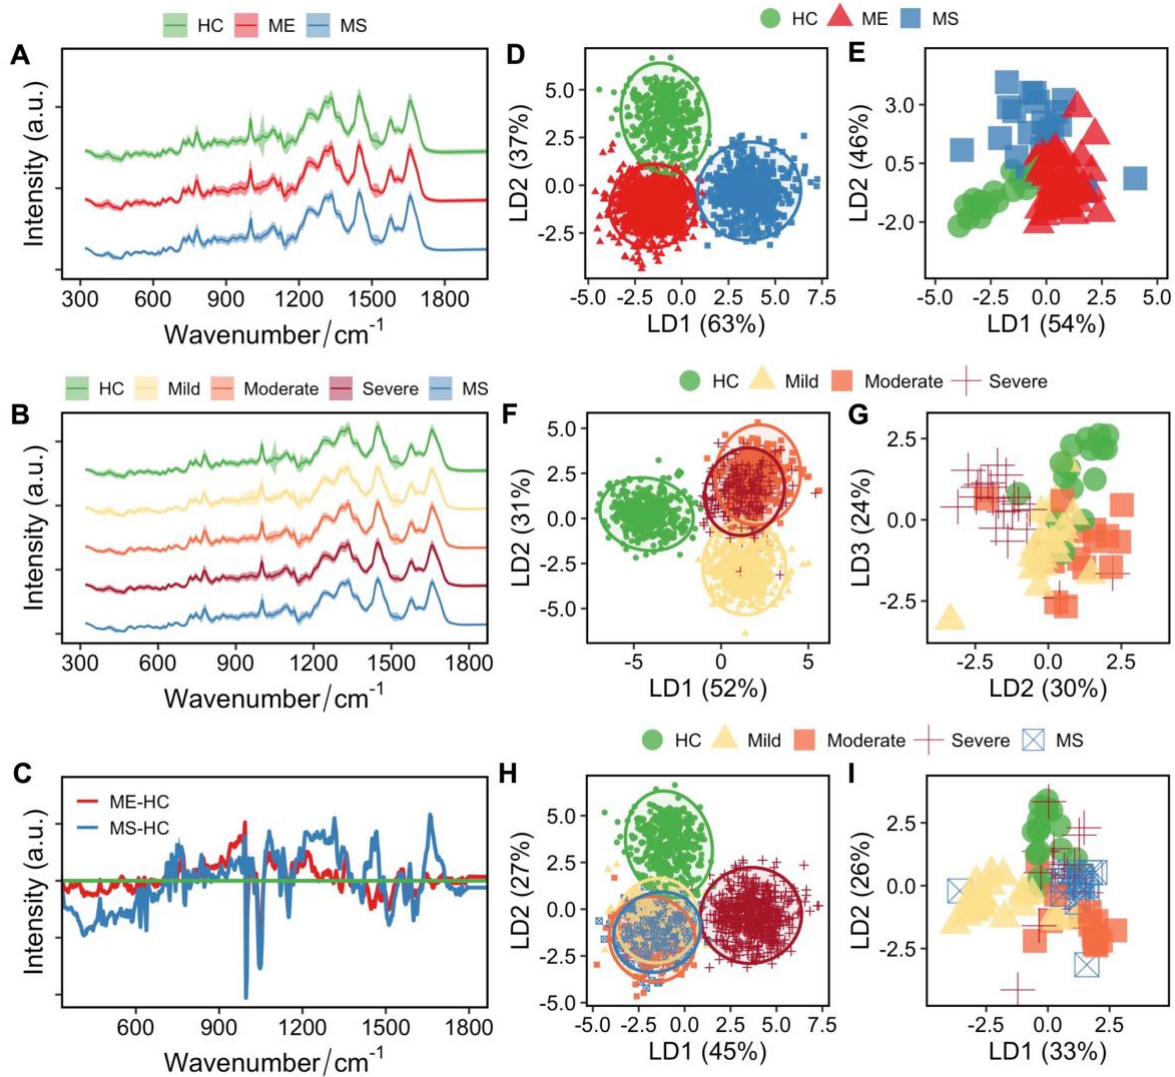 HC ME MS
A
Intensity (a.u.)
300 600 900 1200 1500 1800
Wavenumber/cm-1
HC ME MS
D
LD2 (37%)
5.0
2.5
0.0
-2.5
-5.0 -2.5 0.0 2.5 5.0 7.5
LD1 (63%)
E
LD2 (46%)
3.0
0.5
-2.0
-5.0 -2.5 0.0 2.5 5.0
LD1 (54%)
HC Mild Moderate Severe MS
B
Intensity (a.u.)
300 600 900 1200 1500 1800
Wavenumber/cm-1
HC Mild Moderate Severe
F
LD2 (31%)
5.0
2.5
0.0
-2.5
-5.0
-5 0 5
LD1 (52%)
G
LD3 (24%)
2.5
0.0
-2.5
-2.5 0.0 2.5
LD2 (30%)
C
ME-HC
MS-HC
Intensity (a.u.)
600 900 1200 1500 1800
Wavenumber/cm-1
HC Mild Moderate Severe MS
H
LD2 (27%)
5.0
2.5
0.0
-2.5
-5.0
-5.0 -2.5 0.0 2.5 5.0 7.5
LD1 (45%)
I
LD2 (26%)
2.5
0.0
-2.5
-2.5 0.0 2.5
LD1 (33%)